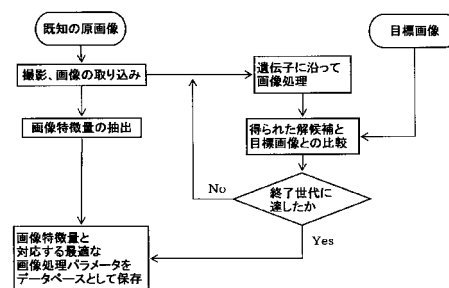 既知の原画像
目標画像
撮影、画像の取り込み
遺伝子に沿って
画像処理
画像特徴量の抽出
得られた解候補と
目標画像との比較
No
終了世代に
達したか
Yes
画像特徴量と
対応する最適な
画像処理パラメータを
データベースとして保存